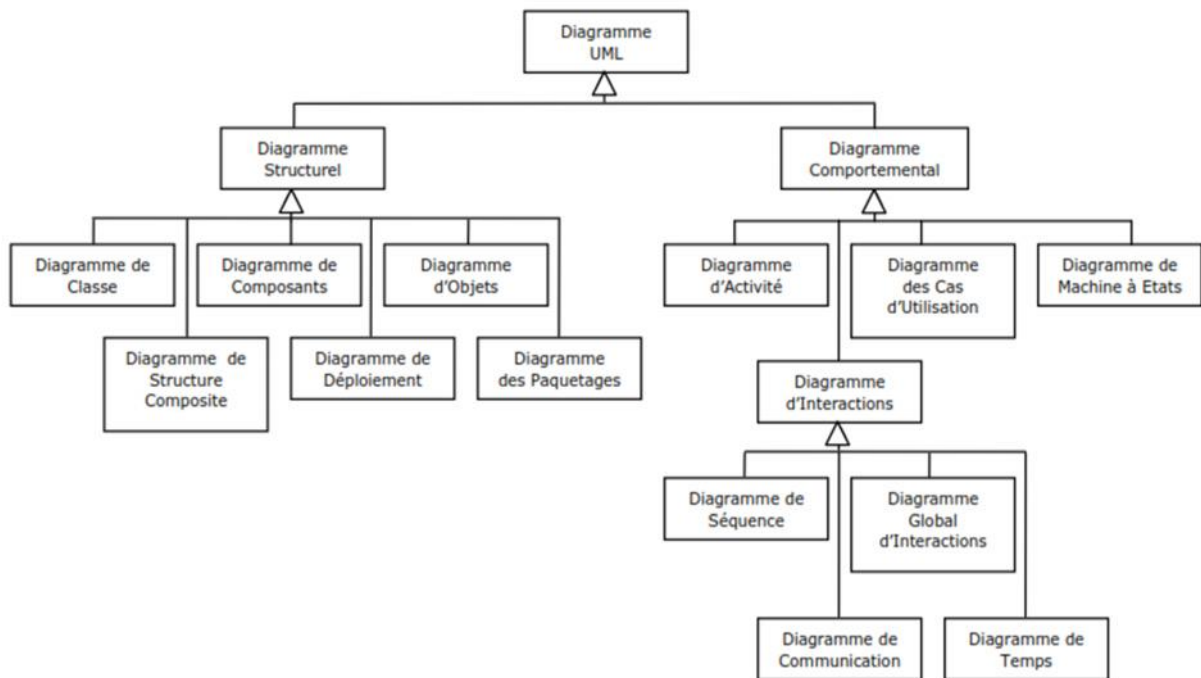 Diagramme
UML
Diagramme
Structurel
Diagramme
Comportemental
Diagramme de
Classe
Diagramme de
Composants
Diagramme
d'Objets
Diagramme
d'Activité
Diagramme
des Cas
d'Utilisation
Diagramme de
Machine à Etats
Diagramme de
Structure
Composite
Diagramme de
Déploiement
Diagramme
des Paquetages
Diagramme
d'Interactions
Diagramme de
Séquence
Diagramme
Global
d'Interactions
Diagramme de
Communication
Diagramme de
Temps